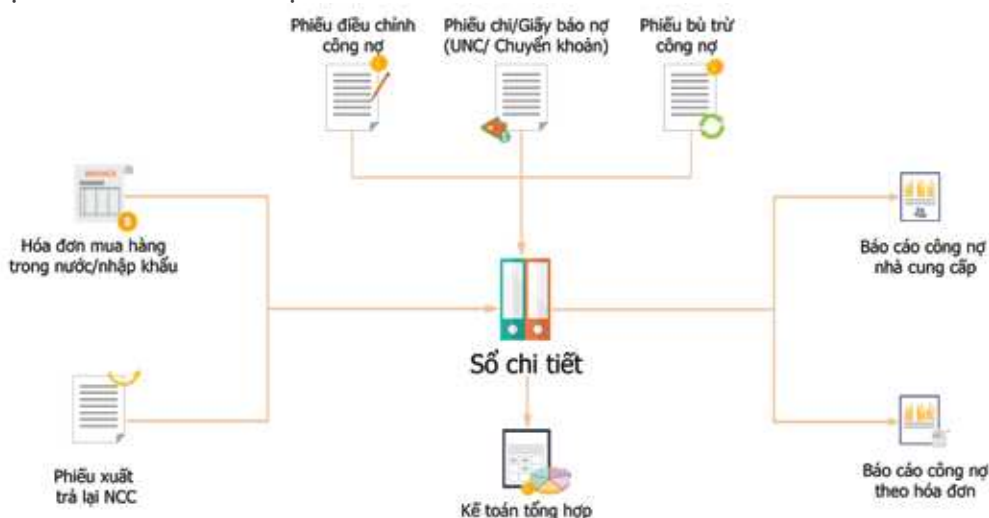 Phiếu điều chỉnh
công nợ
Phiếu chi/Giấy báo nợ
(UNC/ Chuyển khoản)
Phiếu bù trừ
công nợ
INVOICE
Hóa đơn mua hàng
trong nước/nhập khẩu
Báo cáo công nợ
nhà cung cấp
Sổ chi tiết
Phiếu xuất
trả lại NCC
Báo cáo công nợ
theo hóa đơn
Kế toán tổng hợp